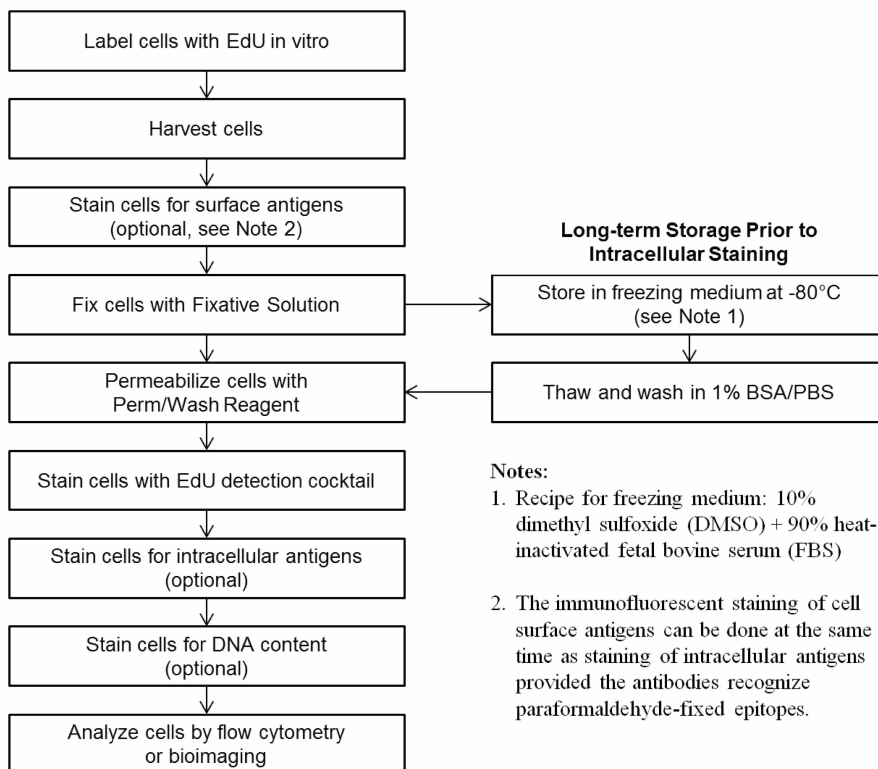 Label cells with EdU in vitro
Harvest cells
Stain cells for surface antigens
(optional, see Note 2)
Fix cells with Fixative Solution
Permeabilize cells with
Perm/Wash Reagent
Stain cells with EdU detection cocktail
Stain cells for intracellular antigens
(optional)
Stain cells for DNA content
(optional)
Analyze cells by flow cytometry
or bioimaging
Long-term Storage Prior to
Intracellular Staining
Store in freezing medium at -80°C
(see Note 1)
Thaw and wash in 1% BSA/PBS
Notes:
1. Recipe for freezing medium: 10%
dimethyl sulfoxide (DMSO) + 90% heat-
inactivated fetal bovine serum (FBS)
2. The immunofluorescent staining of cell
surface antigens can be done at the same
time as staining of intracellular antigens
provided the antibodies recognize
paraformaldehyde-fixed epitopes.